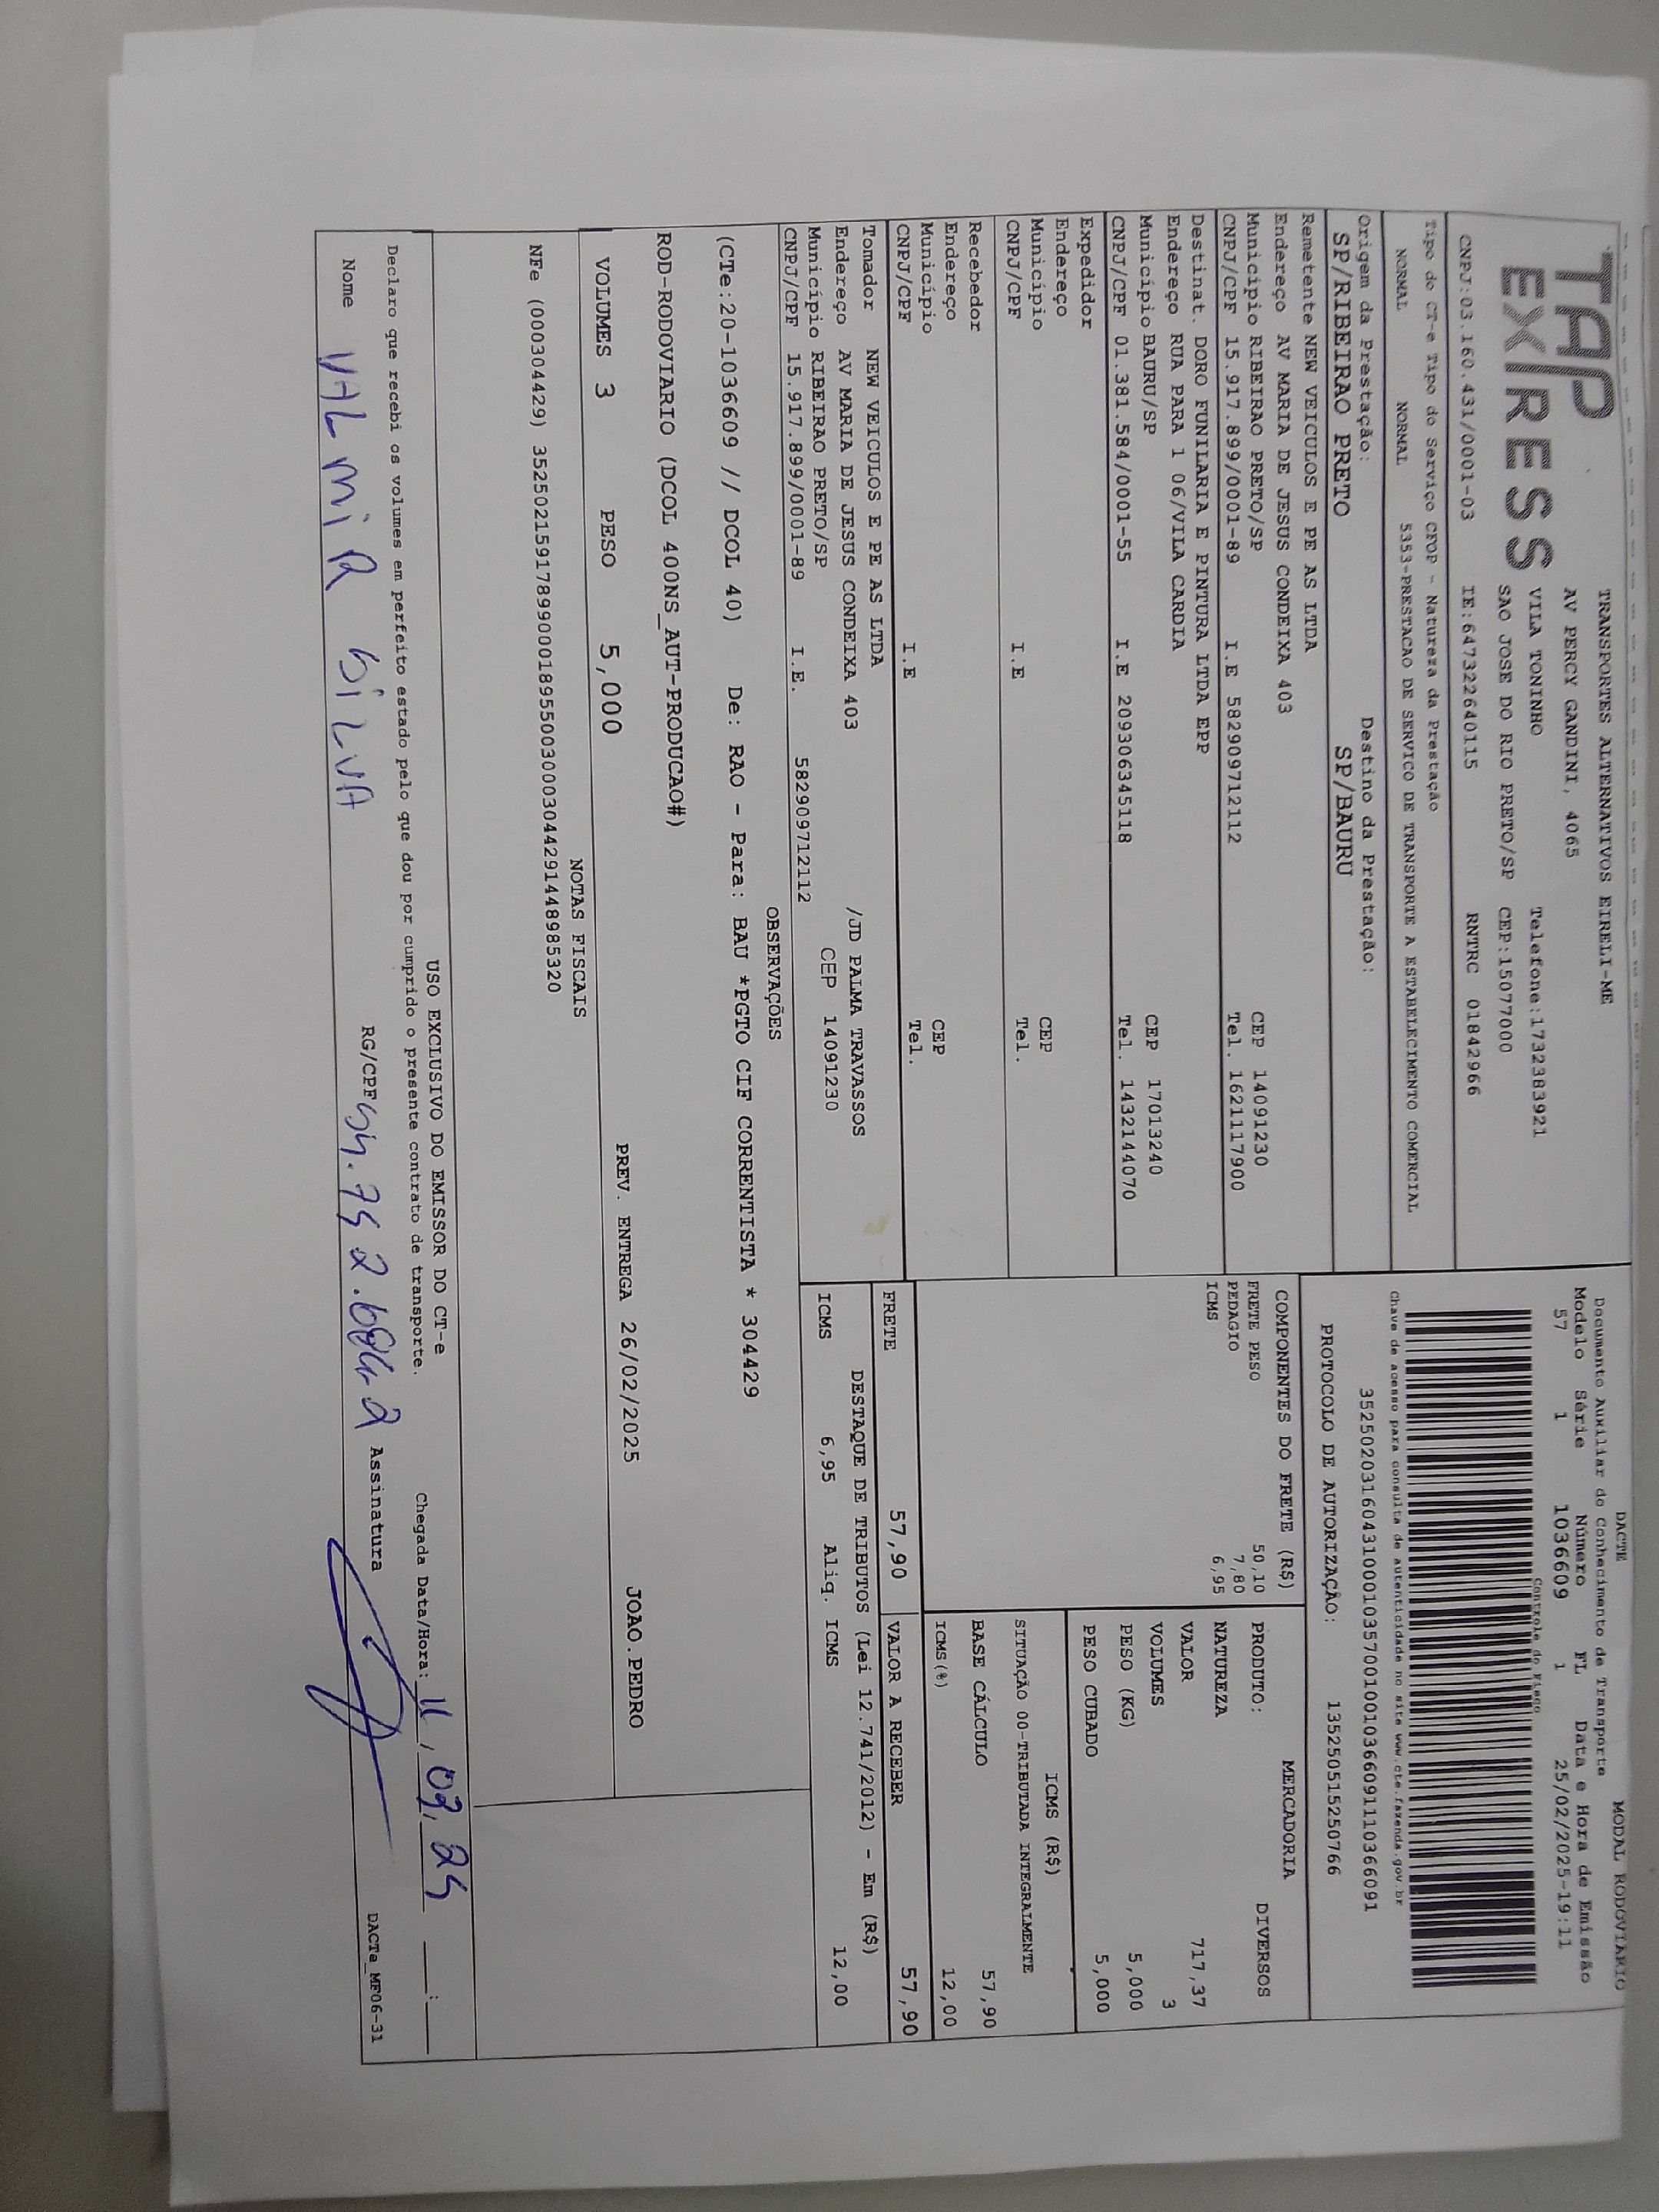 TAP EXPRESS
TRANSPORTES ALTERNATIVOS EIRELI-ME
AV PERCY GANDINI, 4065
VILA TONINHO Telefone:1732383921
SAO JOSE DO RIO PRETO/SP CEP:15077000
CNPJ:03.160.431/0001-03 IE:647322640115 RNTRC 01842966
Tipo do CT-e Tipo do Serviço CFOP - Natureza da Prestação
NORMAL NORMAL 5353-PRESTACAO DE SERVICO DE TRANSPORTE A ESTABELECIMENTO COMERCIAL
Origem da Prestação: Destino da Prestação:
SP/RIBEIRAO PRETO SP/BAURU
DACTE MODAL RODOVIARIO
Documento Auxiliar do Conhecimento de Transporte
Modelo Série Número FL Data e Hora de Emissão
57 1 1036609 1 25/02/2025-19:11
Controle do Fisco
Chave de acesso para consulta de autenticidade no site www.cte.fazenda.gov.br
35250203160431000103570010010366091110366091
PROTOCOLO DE AUTORIZAÇÃO: 135250515250766
Remetente NEW VEICULOS E PE AS LTDA
Endereço AV MARIA DE JESUS CONDEIXA 403
Município RIBEIRAO PRETO/SP CEP 14091230
CNPJ/CPF 15.917.899/0001-89 I.E 582909712112 Tel. 1621117900
Destinat. DORO FUNILARIA E PINTURA LTDA EPP
Endereço RUA PARA 1 06/VILA CARDIA
Município BAURU/SP CEP 17013240
CNPJ/CPF 01.381.584/0001-55 I.E 209306345118 Tel. 1432144070
Expedidor
Endereço
Município CEP
CNPJ/CPF I.E Tel.
Recebedor
Endereço
Município CEP
CNPJ/CPF I.E Tel.
Tomador NEW VEICULOS E PE AS LTDA
Endereço AV MARIA DE JESUS CONDEIXA 403 /JD PALMA TRAVASSOS
Município RIBEIRAO PRETO/SP CEP 14091230
CNPJ/CPF 15.917.899/0001-89 I.E. 582909712112
COMPONENTES DO FRETE (R$)
FRETE PESO 50,10
PEDAGIO 7,80
ICMS 6,95
MERCADORIA
PRODUTO: DIVERSOS
NATUREZA
VALOR 717,37
VOLUMES 3
PESO (KG) 5,000
PESO CUBADO 5,000
ICMS (R$)
SITUAÇÃO 00-TRIBUTADA INTEGRALMENTE
BASE CÁLCULO 57,90
ICMS(%) 12,00
FRETE 57,90 VALOR A RECEBER 57,90
DESTAQUE DE TRIBUTOS (Lei 12.741/2012) - Em (R$)
ICMS 6,95 Aliq. ICMS 12,00
OBSERVAÇÕES
(CTe:20-1036609 // DCOL 40) De: RAO - Para: BAU *PGTO CIF CORRENTISTA * 304429
ROD-RODOVIARIO (DCOL 400NS_AUT-PRODUCAO#)
VOLUMES 3 PESO 5,000 PREV. ENTREGA 26/02/2025 JOAO.PEDRO
NOTAS FISCAIS
NFe (000304429) 35250215917899000189550030003044291448985320
USO EXCLUSIVO DO EMISSOR DO CT-e
Declaro que recebi os volumes em perfeito estado pelo que dou por cumprido o presente contrato de transporte. Chegada Data/Hora: 11/03/25 __:__
Nome VALMIR SILVA RG/CPF Assinatura
DACTe_MF06-31